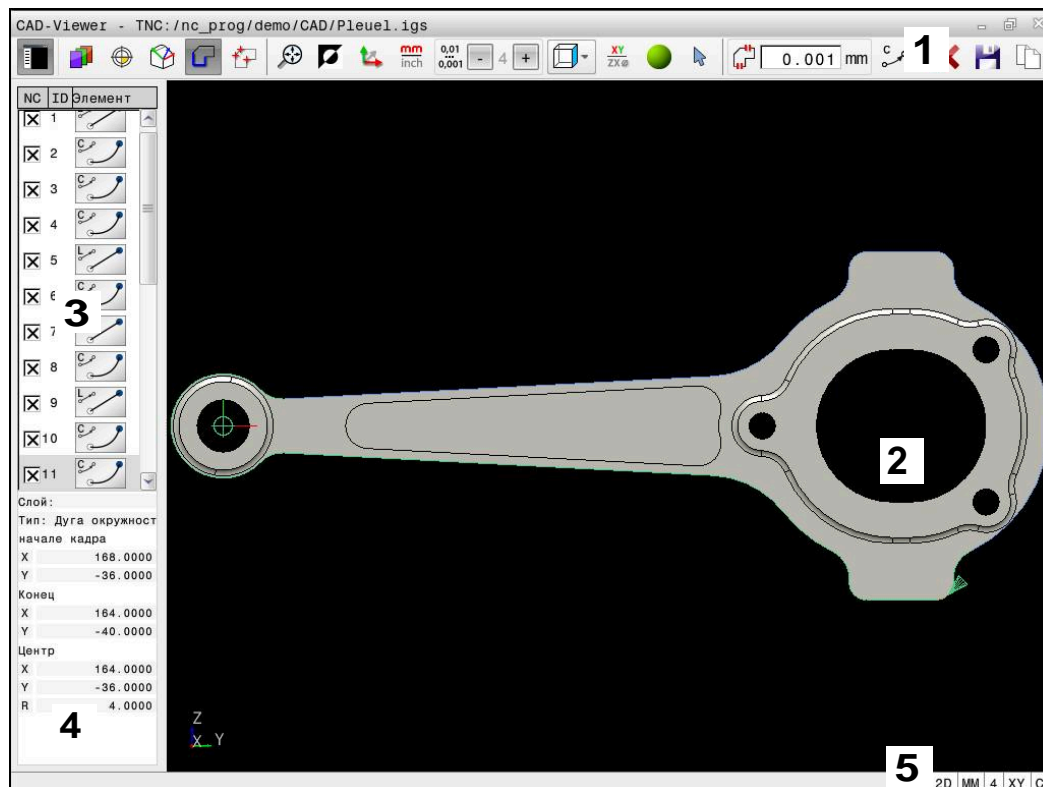 CAD-Viewer - TNC:/nc_prog/demo/CAD/Pleuel.igs
mm
inch
0,01
0,001
- 4 +
XY
ZX
0.001 mm
C
1
NC ID Элемент
1
2 C
3 C
4 C
5 L
6 C
3
7
8 C
9 L
10 C
11 C
2
Слой:
Тип: Дуга окружност
начале кадра
X 168.0000
Y -36.0000
Конец
X 164.0000
Y -40.0000
Центр
X 164.0000
Y -36.0000
R 4.0000
4
Z
X Y
5
2D MM 4 XY C